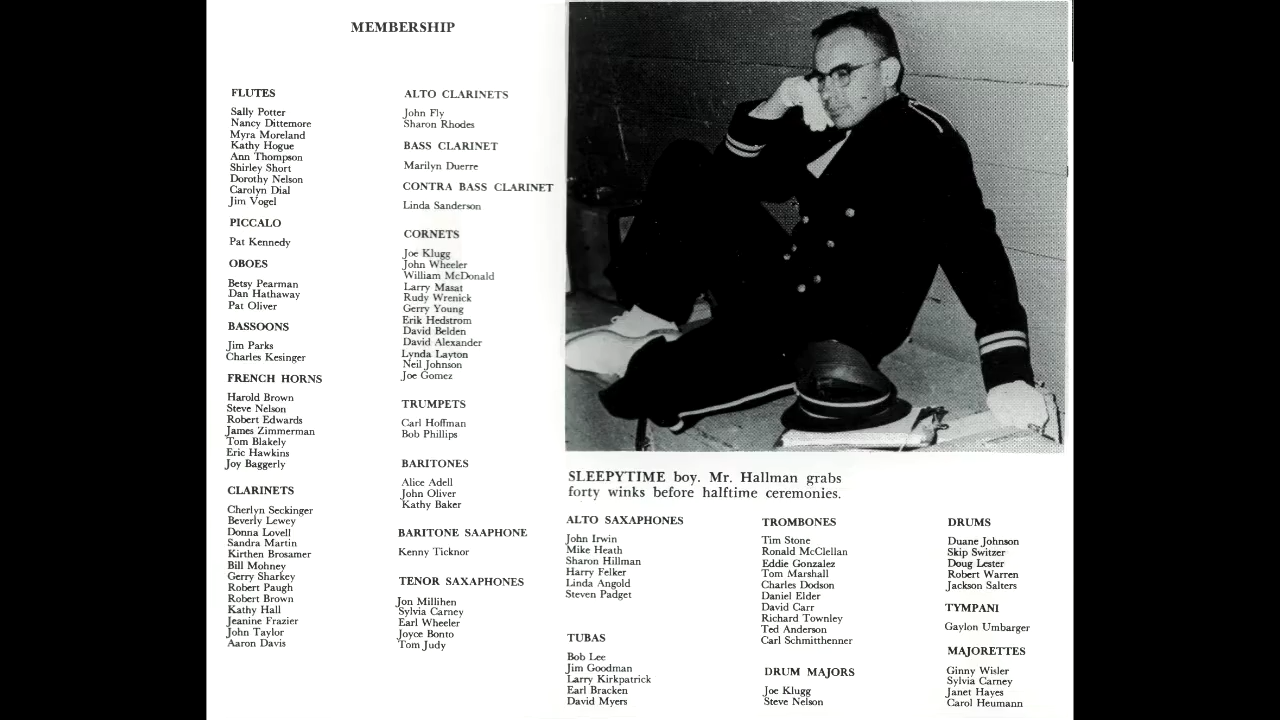 MEMBERSHIP
FLUTES
Sally Potter
Nancy Dittemore
Myra Moreland
Kathy Hogue
Ann Thompson
Shirley Short
Dorothy Nelson
Carolyn Dial
Jim Vogel
PICCALO
Pat Kennedy
OBOES
Betsy Pearman
Dan Hathaway
Pat Oliver
BASSOONS
Jim Parks
Charles Kesinger
FRENCH HORNS
Harold Brown
Steve Nelson
Robert Edwards
James Zimmerman
Tom Blakely
Eric Hawkins
Joy Baggerly
CLARINETS
Cherlyn Seckinger
Beverly Lewey
Donna Lovell
Sandra Martin
Kirthen Brosamer
Bill Mohney
Gerry Sharkey
Robert Paugh
Robert Brown
Kathy Hall
Jeanine Frazier
John Taylor
Aaron Davis
ALTO CLARINETS
John Fly
Sharon Rhodes
BASS CLARINET
Marilyn Duerre
CONTRA BASS CLARINET
Linda Sanderson
CORNETS
Joe Klugg
John Wheeler
William McDonald
Larry Masat
Rudy Wrenick
Gerry Young
Erik Hedstrom
David Belden
David Alexander
Lynda Layton
Neil Johnson
Joe Gomez
TRUMPETS
Carl Hoffman
Bob Phillips
BARITONES
Alice Adell
John Oliver
Kathy Baker
BARITONE SAAPHONE
Kenny Ticknor
TENOR SAXAPHONES
Jon Millihen
Sylvia Carney
Earl Wheeler
Joyce Bonto
Tom Judy
SLEEPYTIME boy. Mr. Hallman grabs
forty winks before halftime ceremonies.
ALTO SAXAPHONES
John Irwin
Mike Heath
Sharon Hillman
Harry Felker
Linda Angold
Steven Padget
TUBAS
Bob Lee
Jim Goodman
Larry Kirkpatrick
Earl Bracken
David Myers
TROMBONES
Tim Stone
Ronald McClellan
Eddie Gonzalez
Tom Marshall
Charles Dodson
Daniel Elder
David Carr
Richard Townley
Ted Anderson
Carl Schmitthenner
DRUM MAJORS
Joe Klugg
Steve Nelson
DRUMS
Duane Johnson
Skip Switzer
Doug Lester
Robert Warren
Jackson Salters
TYMPANI
Gaylon Umbarger
MAJORETTES
Ginny Wisler
Sylvia Carney
Janet Hayes
Carol Heumann